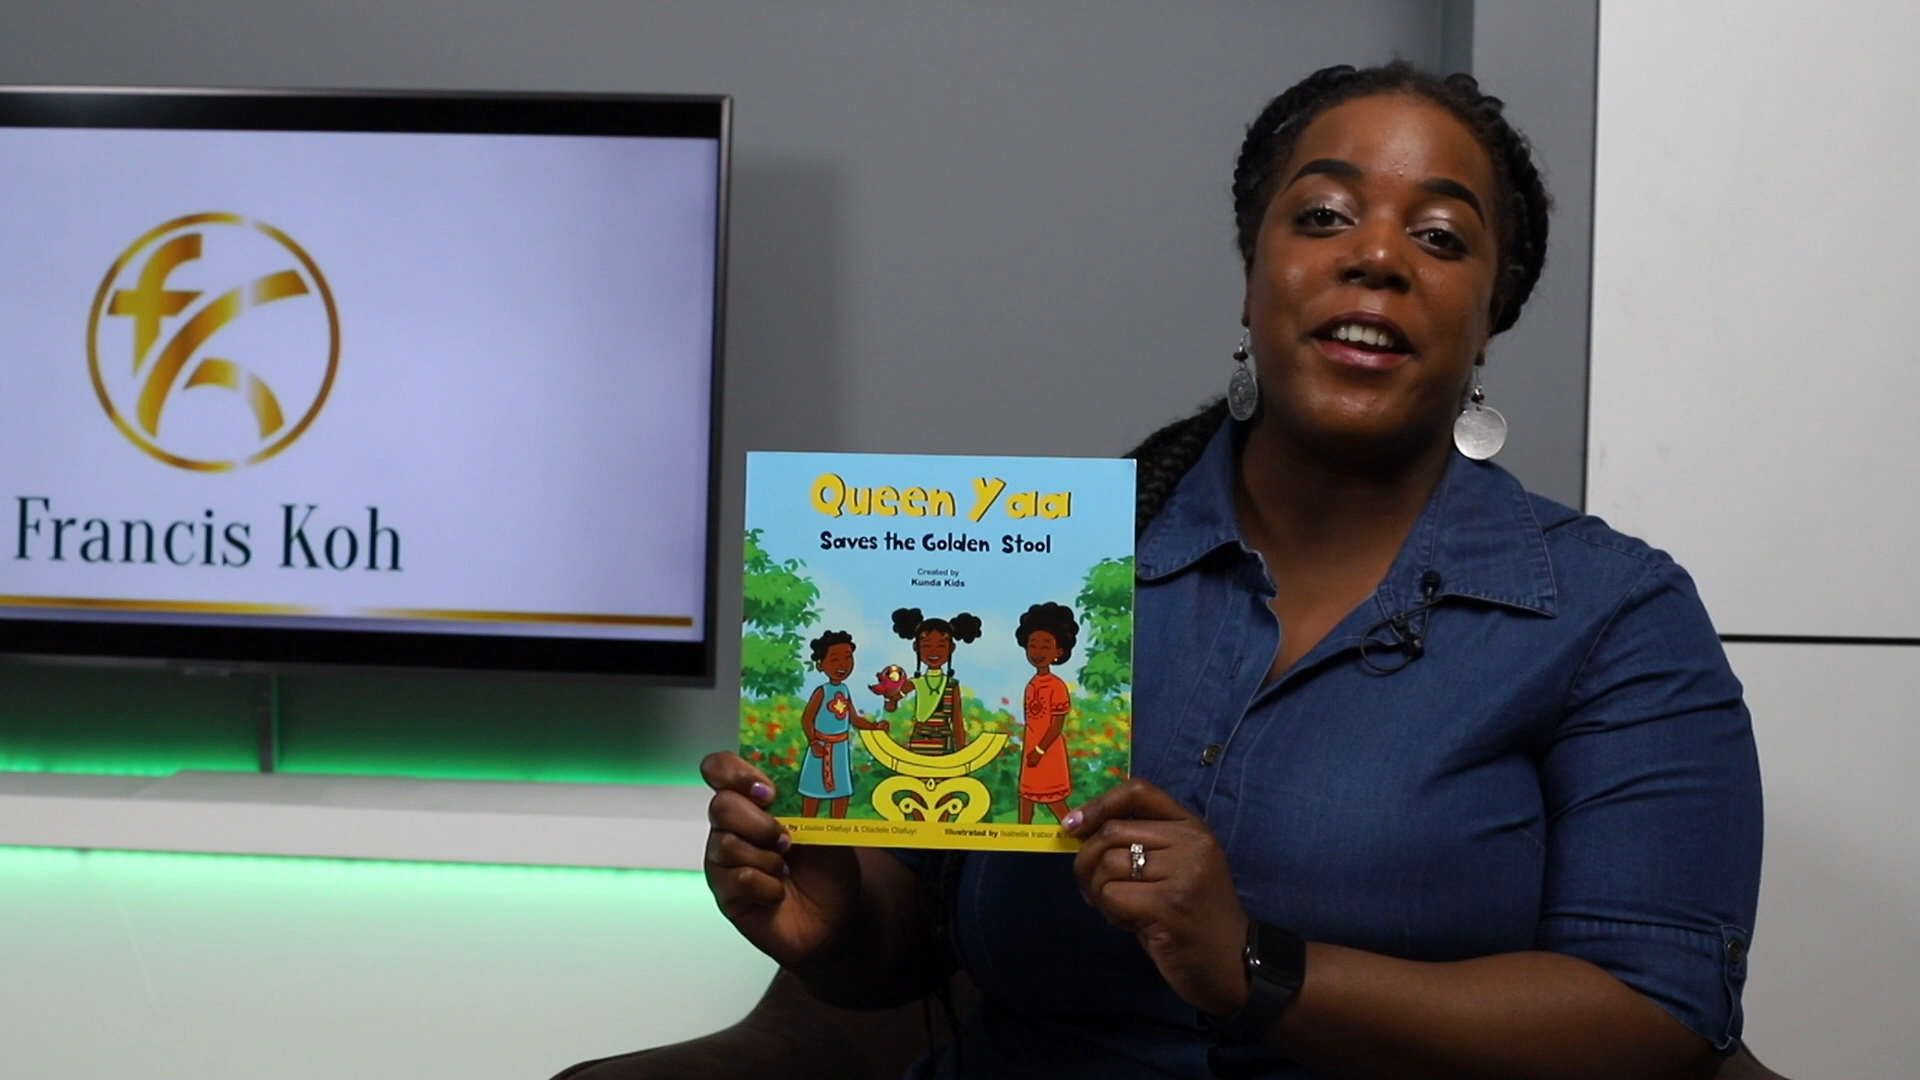 Francis Koh
Queen Yaa
Saves the Golden Stool
Created by
Kunda Kids
by Louisa Olafuyi & Oladele Olafuyi Illustrated by Isabelle Irabor &